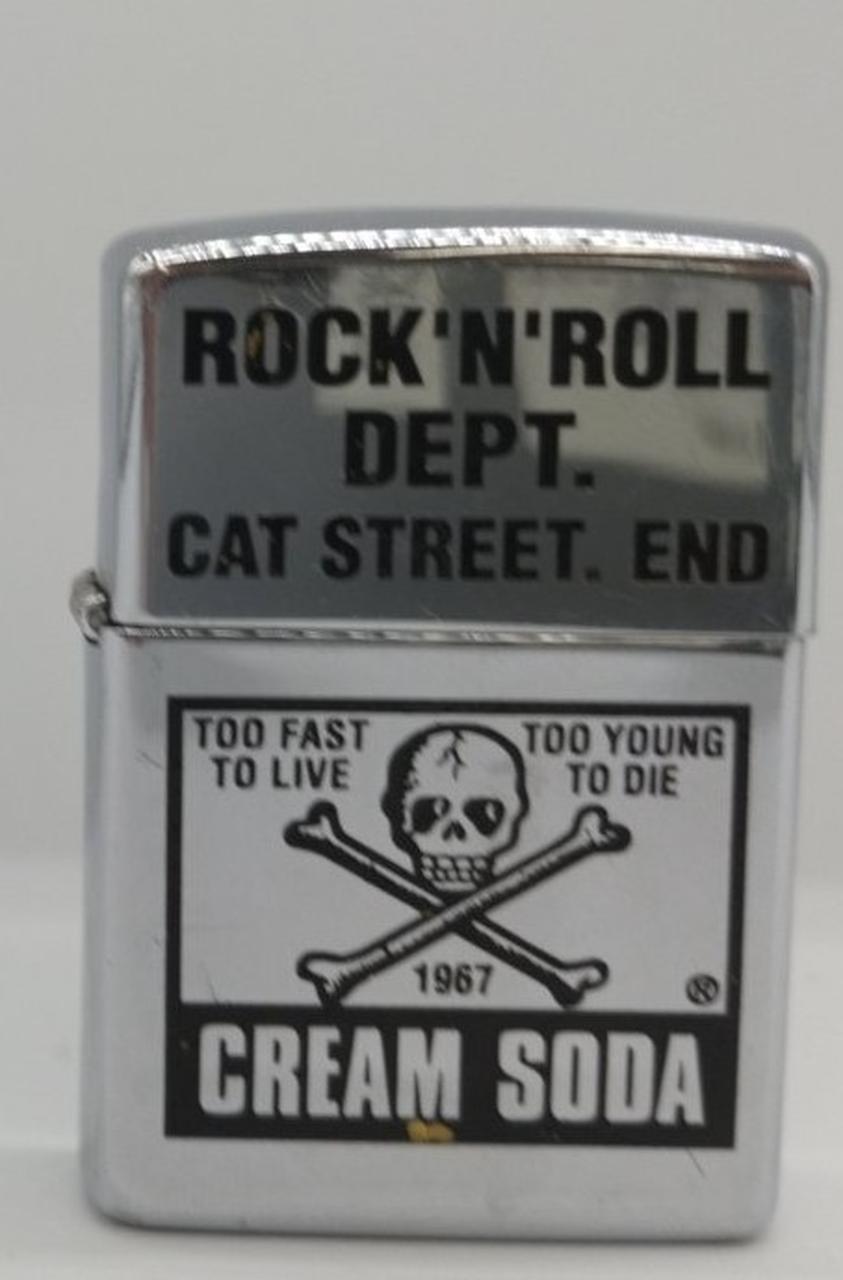 ROCK'N'ROLL
DEPT.
CAT STREET. END
TOO FAST
TO LIVE
TOO YOUNG
TO DIE
1967
®
CREAM SODA